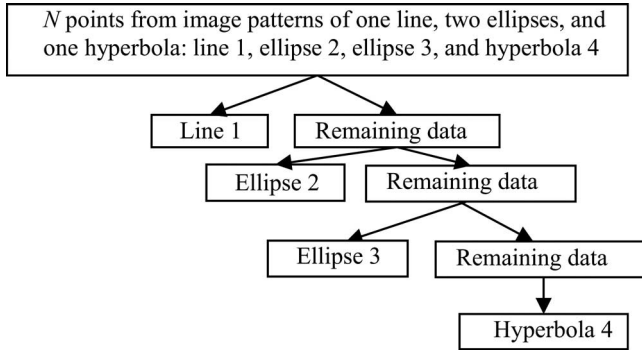 N points from image patterns of one line, two ellipses, and
one hyperbola: line 1, ellipse 2, ellipse 3, and hyperbola 4
Line 1
Remaining data
Ellipse 2
Remaining data
Ellipse 3
Remaining data
Hyperbola 4